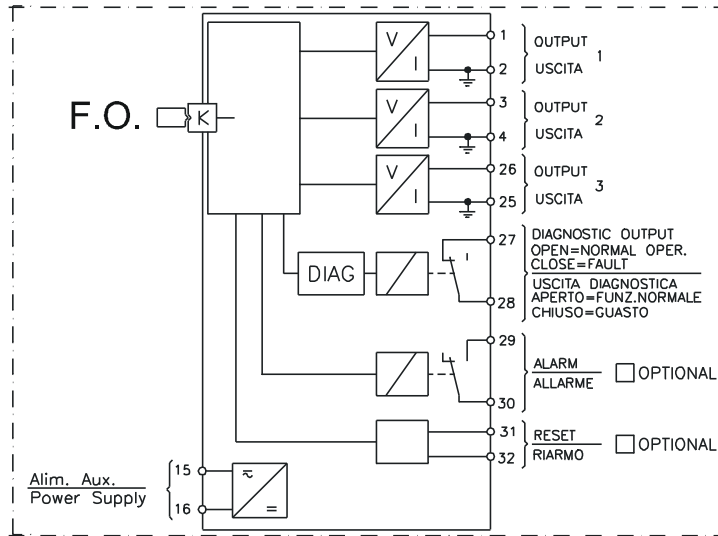 1
OUTPUT
1
2
USCITA
F.O.
K
V
I
3
OUTPUT
2
4
USCITA
V
I
26
OUTPUT
3
25
USCITA
V
I
27
DIAGNOSTIC OUTPUT
OPEN=NORMAL OPER.
CLOSE=FAULT
USCITA DIAGNOSTICA
APERTO=FUNZ.NORMALE
CHIUSO=GUASTO
28
DIAG
29
ALARM
ALLARME
OPTIONAL
30
31
RESET
RIARMO
OPTIONAL
32
Alim. Aux.
Power Supply
15
16